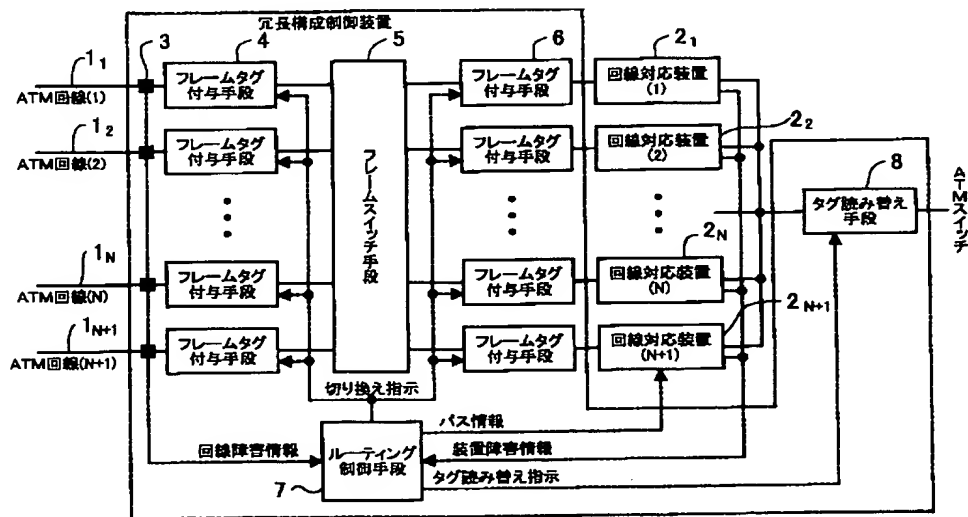 冗長構成制御装置
3
4
5
6
2₁
1₁
ATM回線(1)
フレームタグ
付与手段
フレームタグ
付与手段
回線対応装置
(1)
1₂
ATM回線(2)
フレームタグ
付与手段
フレームタグ
付与手段
回線対応装置
(2)
2₂
フレームスイッチ手段
8
タグ読み替え
手段
ATMスイッチ
1N
ATM回線(N)
フレームタグ
付与手段
フレームタグ
付与手段
2N
回線対応装置
(N)
1N+1
ATM回線(N+1)
フレームタグ
付与手段
フレームタグ
付与手段
回線対応装置
(N+1)
2N+1
切り換え指示
パス情報
回線障害情報
ルーティング
制御手段
装置障害情報
タグ読み替え指示
7